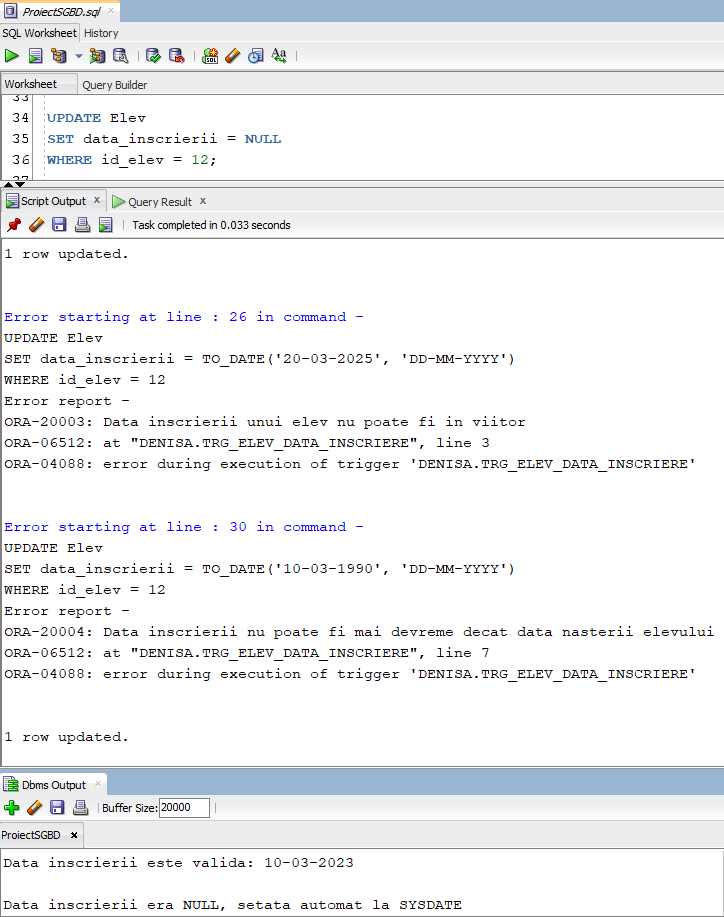 ProiectSGBD.sql
SQL Worksheet History
SQL
Aa
Worksheet Query Builder
33
34 UPDATE Elev
35 SET data_inscrierii = NULL
36 WHERE id_elev = 12;
37
Script Output x Query Result x
Task completed in 0.033 seconds
1 row updated.
Error starting at line : 26 in command -
UPDATE Elev
SET data_inscrierii = TO_DATE('20-03-2025', 'DD-MM-YYYY')
WHERE id_elev = 12
Error report -
ORA-20003: Data inscrierii unui elev nu poate fi in viitor
ORA-06512: at "DENISA.TRG_ELEV_DATA_INSCRIERE", line 3
ORA-04088: error during execution of trigger 'DENISA.TRG_ELEV_DATA_INSCRIERE'
Error starting at line : 30 in command -
UPDATE Elev
SET data_inscrierii = TO_DATE('10-03-1990', 'DD-MM-YYYY')
WHERE id_elev = 12
Error report -
ORA-20004: Data inscrierii nu poate fi mai devreme decat data nasterii elevului
ORA-06512: at "DENISA.TRG_ELEV_DATA_INSCRIERE", line 7
ORA-04088: error during execution of trigger 'DENISA.TRG_ELEV_DATA_INSCRIERE'
1 row updated.
Dbms Output x
Buffer Size: 20000
ProiectSGBD x
Data inscrierii este valida: 10-03-2023
Data inscrierii era NULL, setata automat la SYSDATE